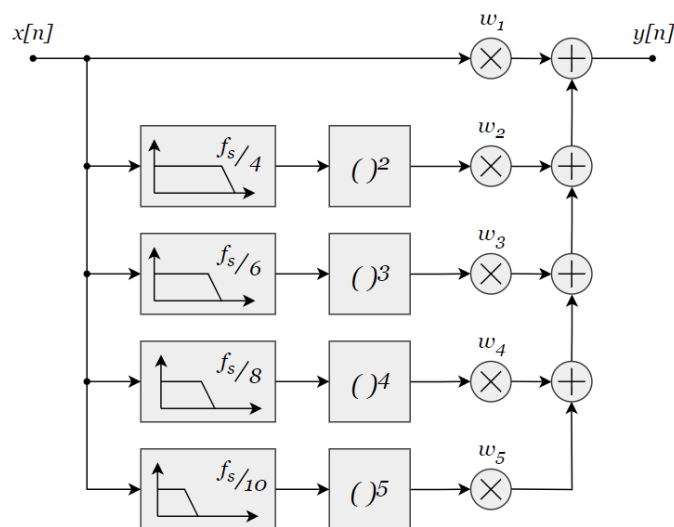 x[n] w₁ y[n]
fₛ/4 ( )² w₂
fₛ/6 ( )³ w₃
fₛ/8 ( )⁴ w₄
fₛ/10 ( )⁵ w₅